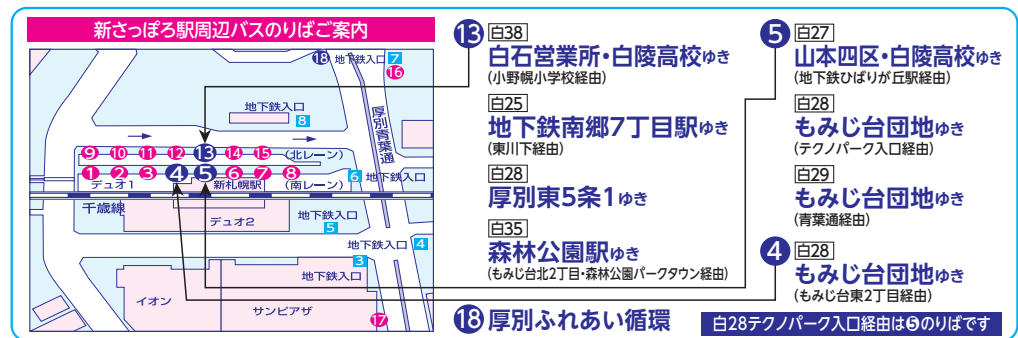 新さっぽろ駅周辺バスのりばご案内
⑱ 地下鉄入口 7
⑯
地下鉄入口
8
厚別青葉通
⑨ ⑩ ⑪ ⑫ ⑬ ⑭ ⑮ (北レーン)
① ② ③ ④ ⑤ ⑥ ⑦ ⑧ (南レーン)
6 地下鉄入口
デュオ1 新札幌駅
千歳線
デュオ2
地下鉄入口
5
地下鉄入口 4
3
地下鉄入口
イオン
サンピアザ
⑰
⑬ 白38
白石営業所・白陵高校ゆき
(小野幌小学校経由)
白25
地下鉄南郷7丁目駅ゆき
(東川下経由)
白28
厚別東5条1ゆき
白35
森林公園駅ゆき
(もみじ台北2丁目・森林公園パークタウン経由)
⑱厚別ふれあい循環
⑤ 白27
山本四区・白陵高校ゆき
(地下鉄ひばりが丘駅経由)
白28
もみじ台団地ゆき
(テクノパーク入口経由)
白29
もみじ台団地ゆき
(青葉通経由)
④ 白28
もみじ台団地ゆき
(もみじ台東2丁目経由)
白28テクノパーク入口経由は❺のりばです